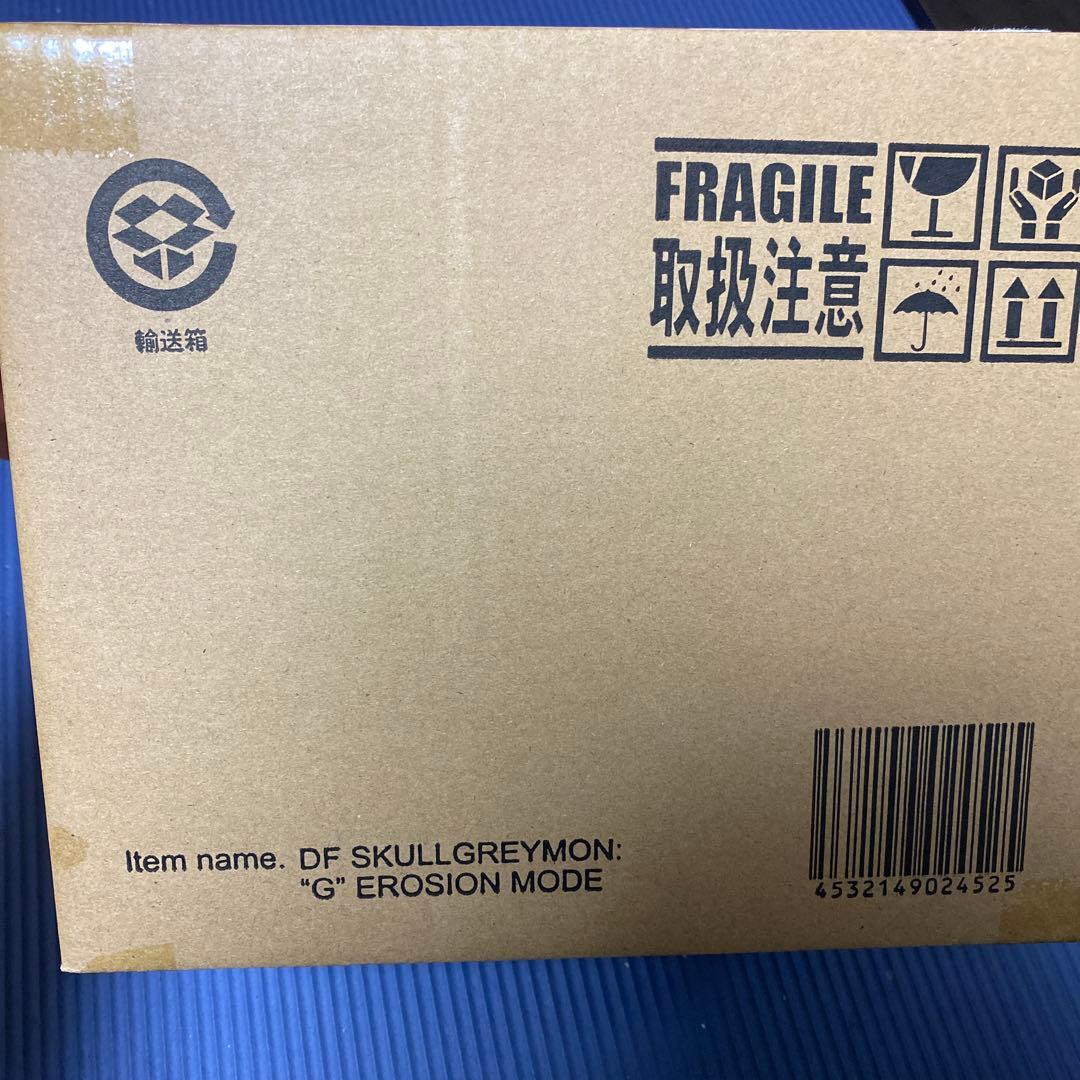 FRAGILE
取扱注意
輸送箱
Item name. DF SKULLGREYMON:
“G” EROSION MODE
4532149024525